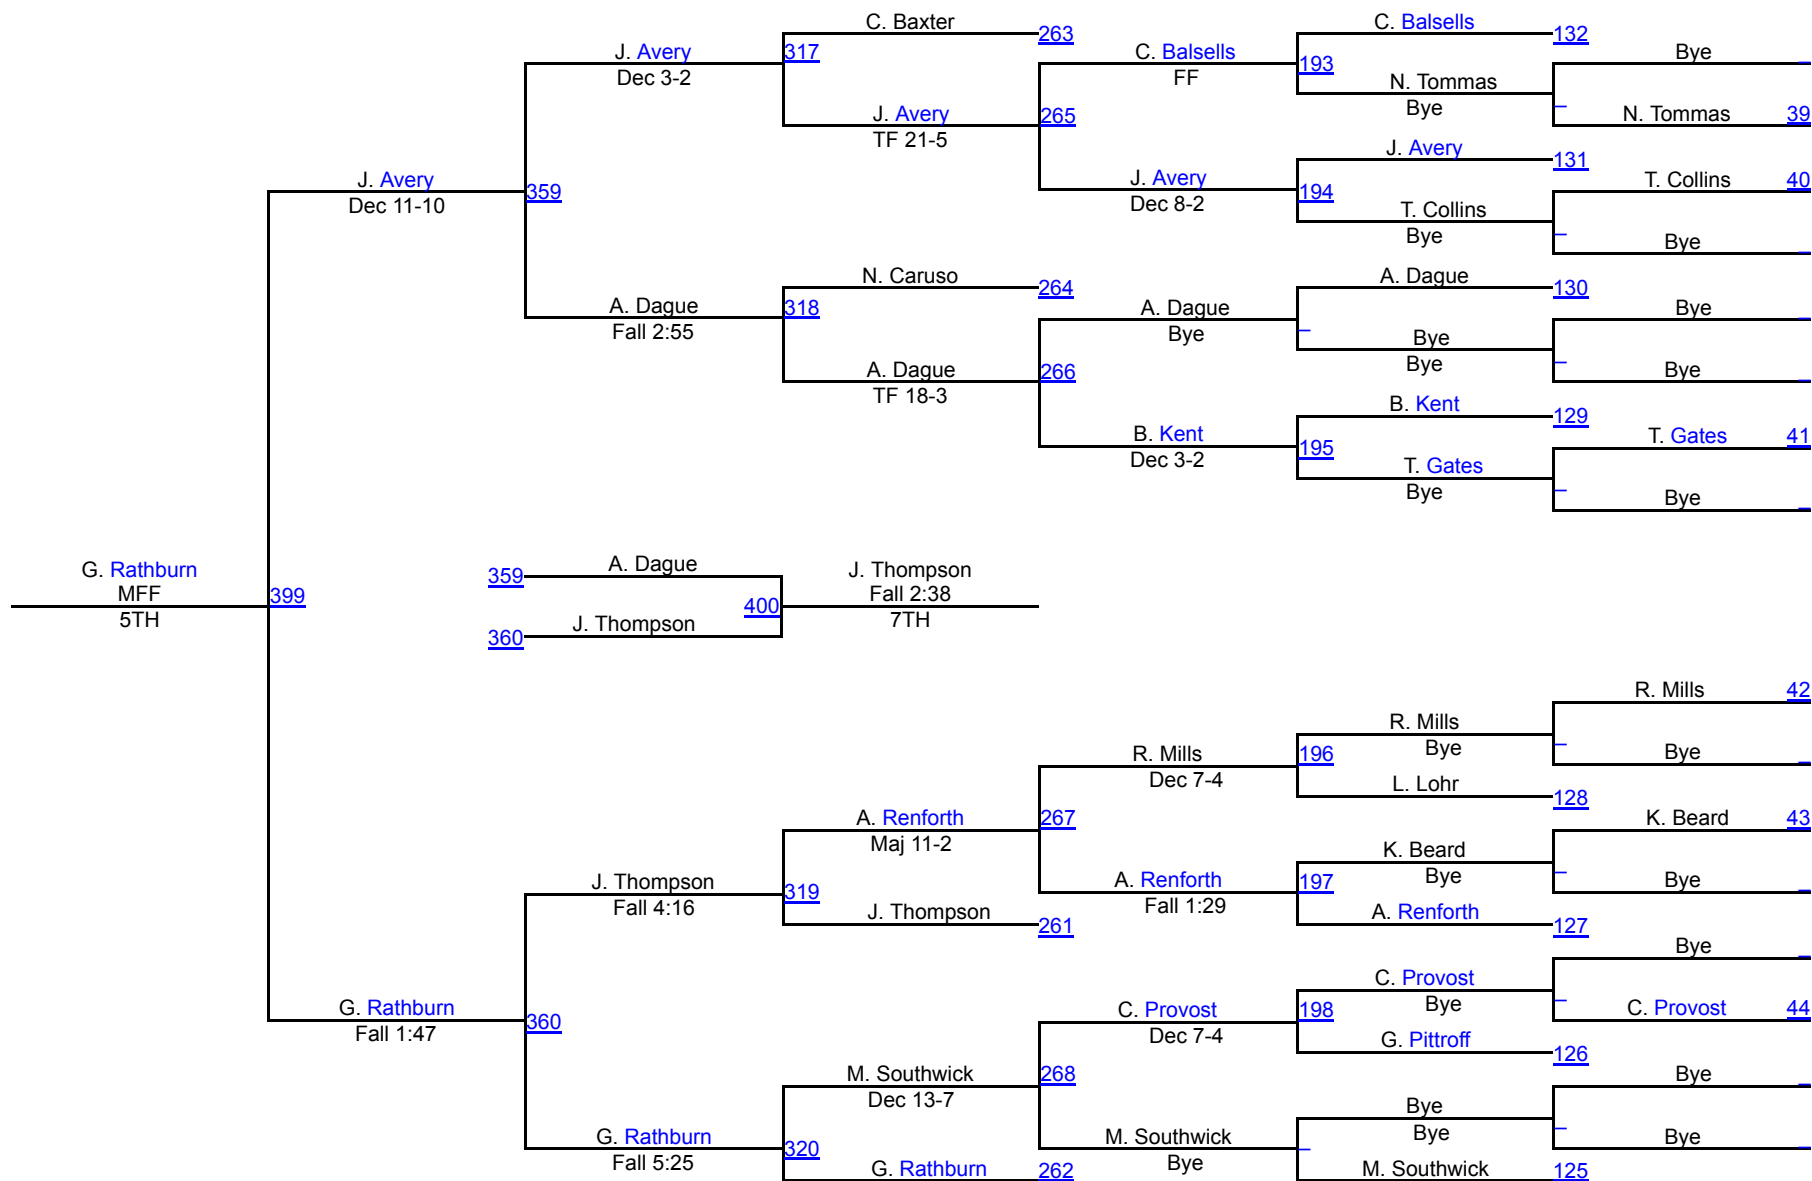 C. Baxter
263
C. Balsells
132
J. Avery
317
C. Balsells
193
Bye
Dec 3-2
FF
N. Tommas
Bye
J. Avery
265
N. Tommas
39
TF 21-5
J. Avery
131
J. Avery
359
J. Avery
194
T. Collins
40
Dec 11-10
Dec 8-2
T. Collins
Bye
Bye
N. Caruso
264
A. Dague
130
A. Dague
318
A. Dague
Bye
Fall 2:55
Bye
Bye
Bye
A. Dague
266
Bye
TF 18-3
B. Kent
129
B. Kent
195
T. Gates
41
Dec 3-2
T. Gates
Bye
Bye
G. Rathburn
399
359
A. Dague
J. Thompson
MFF
400
Fall 2:38
5TH
360
J. Thompson
7TH
R. Mills
42
R. Mills
196
R. Mills
Bye
Dec 7-4
Bye
L. Lohr
128
A. Renforth
267
K. Beard
43
Maj 11-2
K. Beard
J. Thompson
319
A. Renforth
197
Bye
Bye
Fall 4:16
Fall 1:29
J. Thompson
261
A. Renforth
127
Bye
C. Provost
G. Rathburn
360
C. Provost
198
Bye
C. Provost
44
Fall 1:47
Dec 7-4
G. Pittroff
126
M. Southwick
268
Bye
Dec 13-7
Bye
G. Rathburn
320
M. Southwick
Bye
Bye
Fall 5:25
Bye
G. Rathburn
262
M. Southwick
125